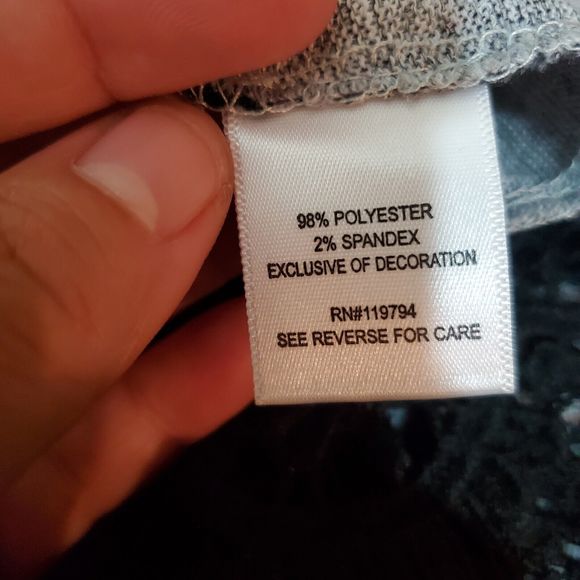 98% POLYESTER
2% SPANDEX
EXCLUSIVE OF DECORATION
RN#119794
SEE REVERSE FOR CARE